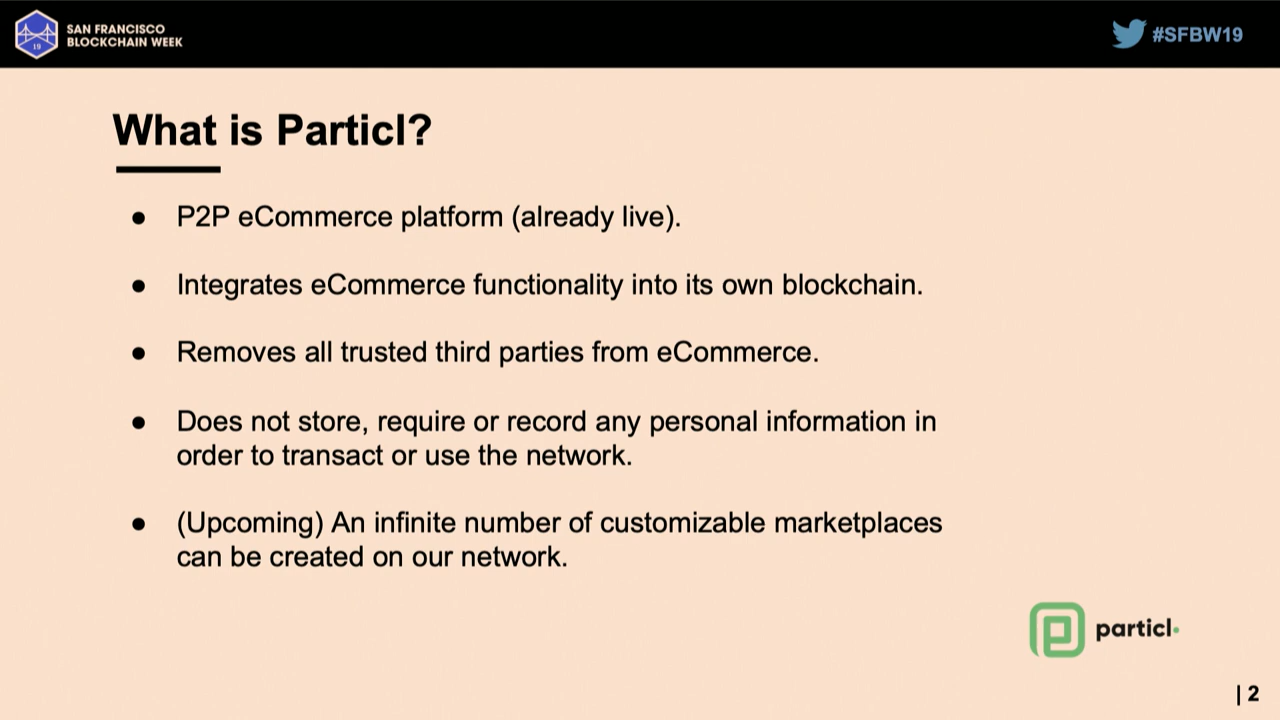 SAN FRANCISCO
BLOCKCHAIN WEEK
19
#SFBW19
What is Particl?
● P2P eCommerce platform (already live).
● Integrates eCommerce functionality into its own blockchain.
● Removes all trusted third parties from eCommerce.
● Does not store, require or record any personal information in
order to transact or use the network.
● (Upcoming) An infinite number of customizable marketplaces
can be created on our network.
particl.
| 2